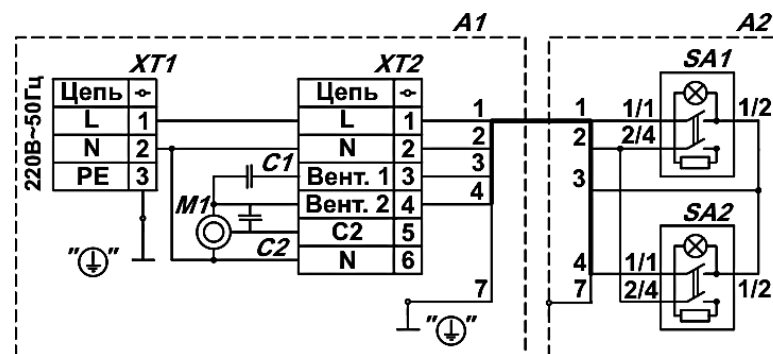 A1
A2
XT1
XT2
SA1
220В~50Гц
Цепь
L 1
N 2
PE 3
Цепь
L 1
N 2
Вент. 1 3
Вент. 2 4
C2 5
N 6
C1
M1
C2
"⏚"
1
2
3
4
7
"⏚"
1
2
3
4
7
1/1
2/4
1/2
SA2
1/1
2/4
1/2